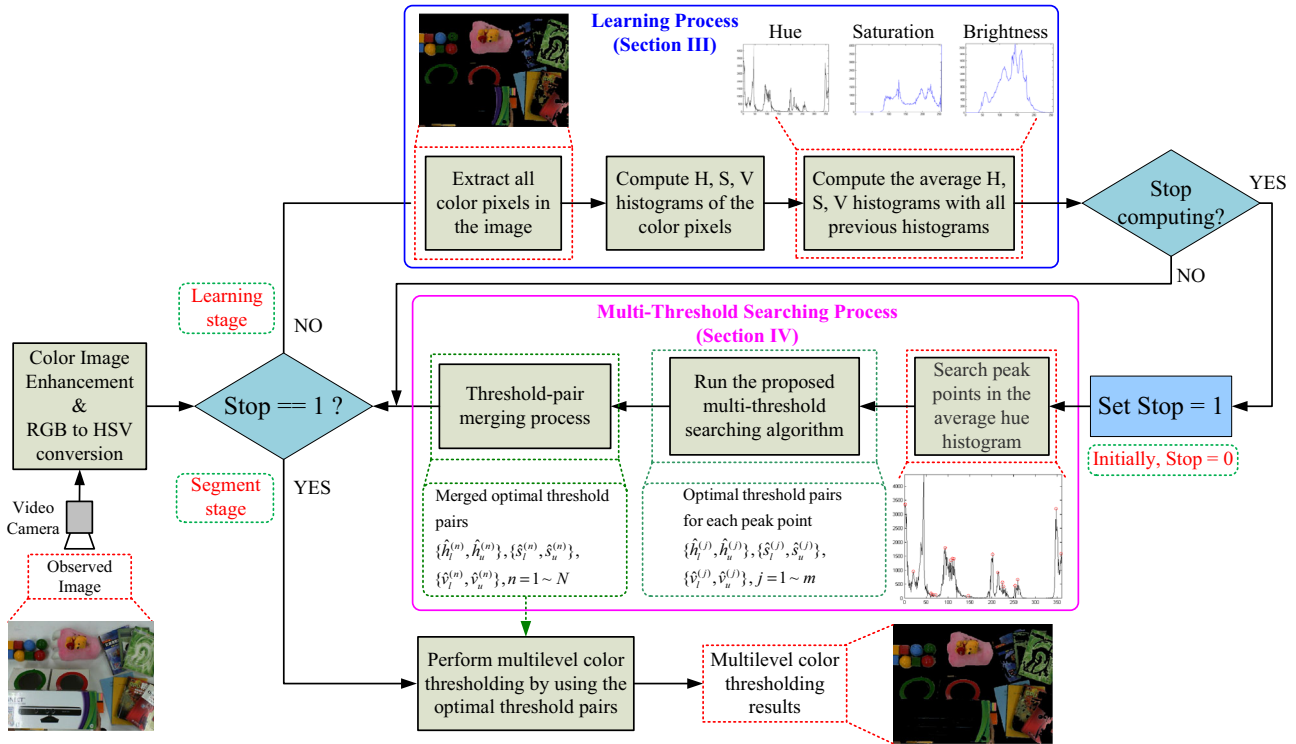 Learning Process
(Section III)
Hue
Saturation
Brightness
Extract all
color pixels in
the image
Compute H, S, V
histograms of the
color pixels
Compute the average H,
S, V histograms with all
previous histograms
Stop
computing?
YES
NO
Learning
stage
NO
Multi-Threshold Searching Process
(Section IV)
Color Image
Enhancement
&
RGB to HSV
conversion
Stop == 1 ?
Threshold-pair
merging process
Run the proposed
multi-threshold
searching algorithm
Search peak
points in the
average hue
histogram
Set Stop = 1
Initially, Stop = 0
Segment
stage
YES
Video
Camera
Observed
Image
Merged optimal threshold
pairs
{ĥ_l^(n), ĥ_u^(n)}, {ŝ_l^(n), ŝ_u^(n)},
{v̂_l^(n), v̂_u^(n)}, n = 1 ~ N
Optimal threshold pairs
for each peak point
{ĥ_l^(j), ĥ_u^(j)}, {ŝ_l^(j), ŝ_u^(j)},
{v̂_l^(j), v̂_u^(j)}, j = 1 ~ m
Perform multilevel color
thresholding by using the
optimal threshold pairs
Multilevel color
thresholding
results